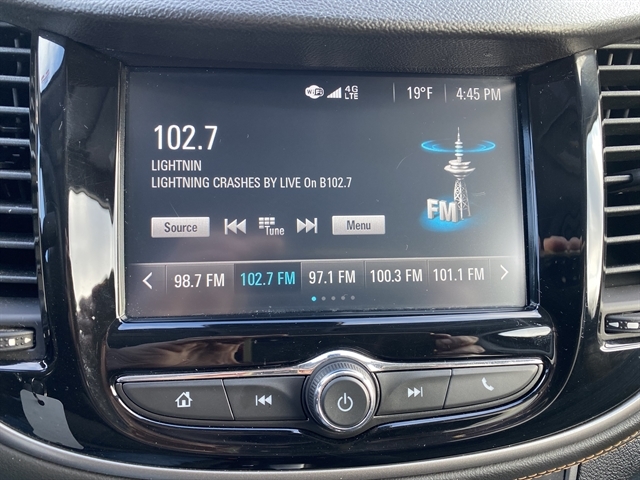 WiFi 4G LTE 19°F 4:45 PM
102.7
LIGHTNIN
LIGHTNING CRASHES BY LIVE On B102.7
FM
Source Tune Menu
98.7 FM 102.7 FM 97.1 FM 100.3 FM 101.1 FM